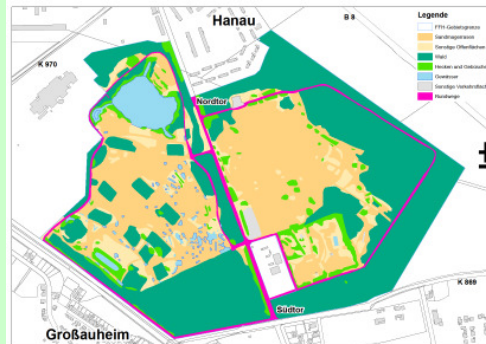 Hanau
B 8
K 970
Nordtor
Südtor
K 869
Großauheim
Legende
FFH-Gebietsgrenze
Sandmagerrasen
Sonstige Offenflächen
Wald
Hecken und Gebüsche
Gewässer
Sonstige Verkehrsfläch
Rundwege